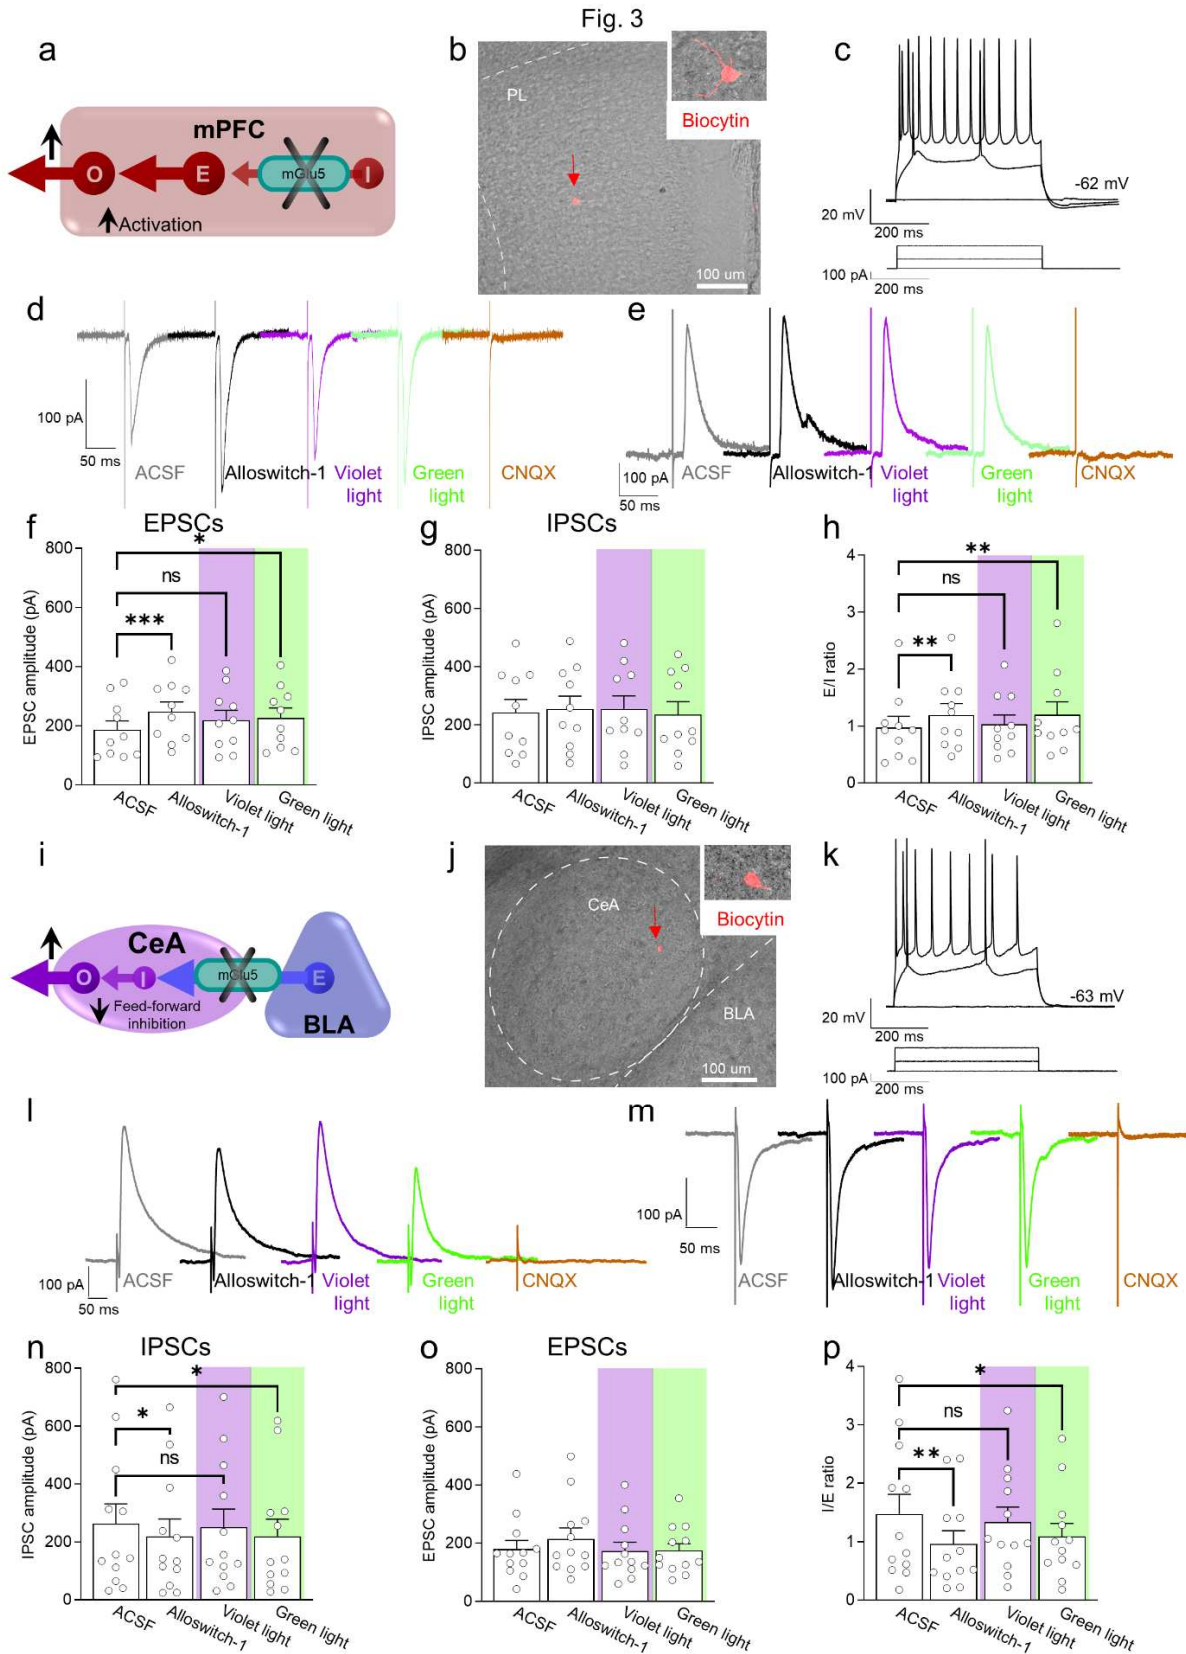 Fig. 3
a
mPFC
O
E
mGlu5
I
Activation
b
PL
Biocytin
100 um
c
-62 mV
20 mV
200 ms
100 pA
200 ms
d
100 pA
50 ms
ACSF
Alloswitch-1
Violet
light
Green
light
CNQX
e
100 pA
50 ms
ACSF
Alloswitch-1
Violet
light
Green
light
CNQX
f
EPSCs
EPSC amplitude (pA)
800
600
400
200
0
*
ns
***
ACSF
Alloswitch-1
Violet light
Green light
g
IPSCs
IPSC amplitude (pA)
800
600
400
200
0
ACSF
Alloswitch-1
Violet light
Green light
h
E/I ratio
4
3
2
1
0
**
ns
**
ACSF
Alloswitch-1
Violet light
Green light
i
CeA
O
I
mGlu5
E
Feed-forward
inhibition
BLA
j
CeA
Biocytin
BLA
100 um
k
-63 mV
20 mV
200 ms
100 pA
200 ms
l
100 pA
50 ms
ACSF
Alloswitch-1
Violet
light
Green
light
CNQX
m
100 pA
50 ms
ACSF
Alloswitch-1
Violet
light
Green
light
CNQX
n
IPSCs
IPSC amplitude (pA)
800
600
400
200
0
*
*
ns
ACSF
Alloswitch-1
Violet light
Green light
o
EPSCs
EPSC amplitude (pA)
800
600
400
200
0
ACSF
Alloswitch-1
Violet light
Green light
p
I/E ratio
4
3
2
1
0
*
ns
**
ACSF
Alloswitch-1
Violet light
Green light